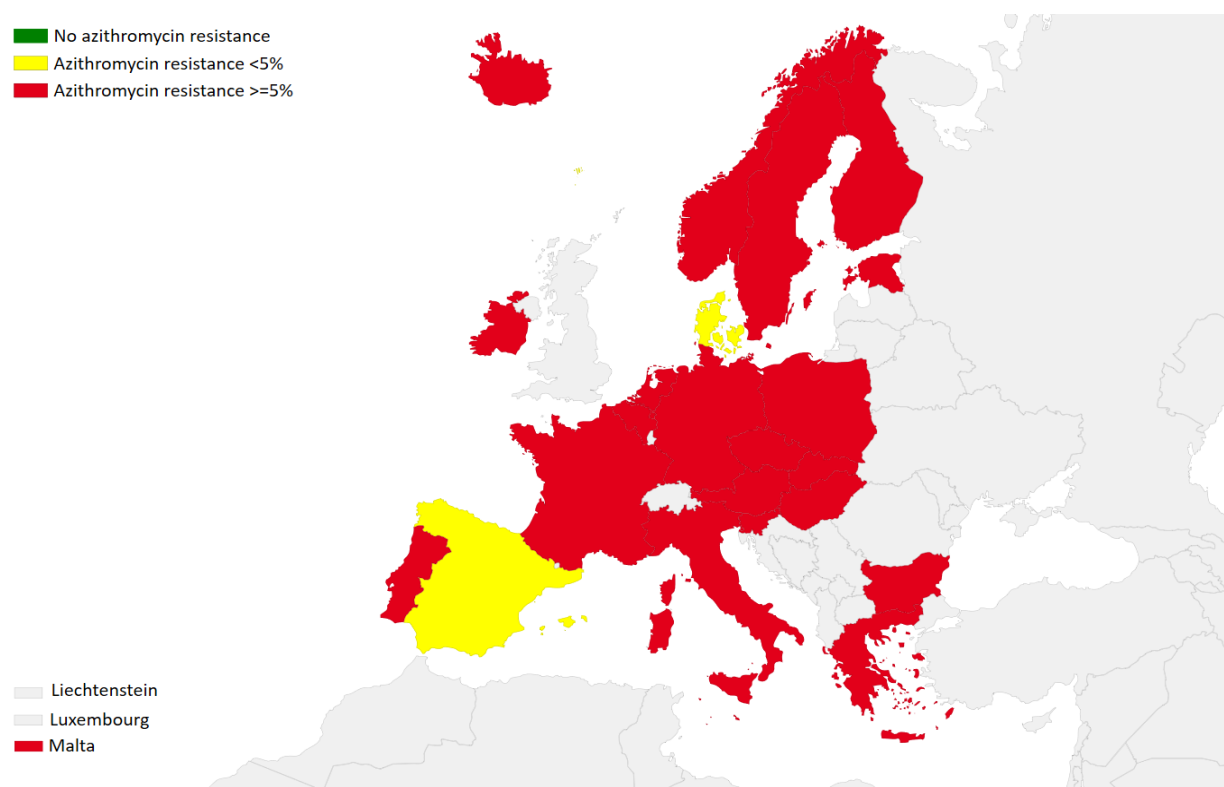 No azithromycin resistance
Azithromycin resistance <5%
Azithromycin resistance >=5%
Liechtenstein
Luxembourg
Malta